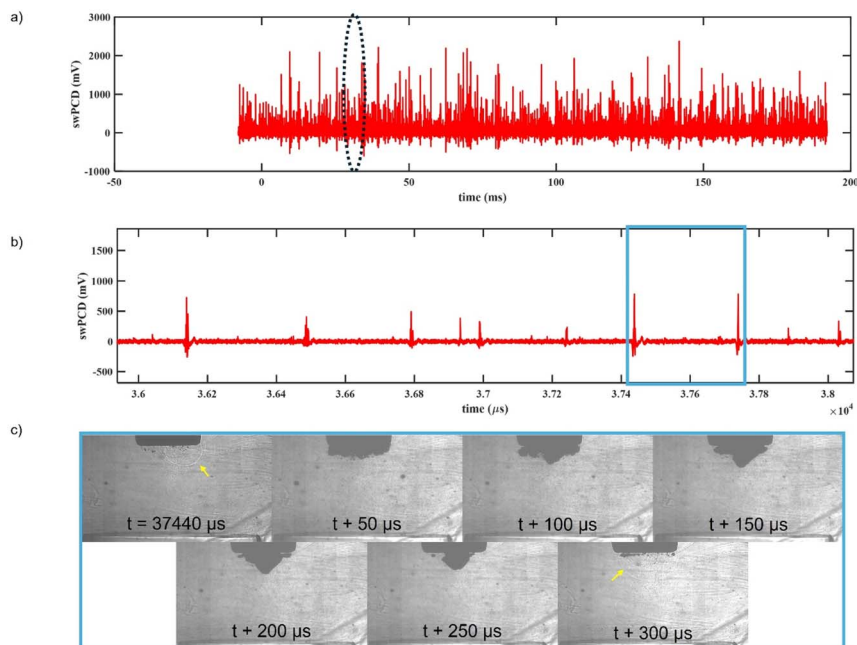 a)
3000
2000
1000
0
-1000
swPCD (mV)
-50 0 50 100 150 200
time (ms)
b)
1500
1000
500
0
-500
swPCD (mV)
3.6 3.62 3.64 3.66 3.68 3.7 3.72 3.74 3.76 3.78 3.8
time (μs)
×10⁴
c)
t = 37440 µs t + 50 µs t + 100 µs t + 150 µs
t + 200 µs t + 250 µs t + 300 µs